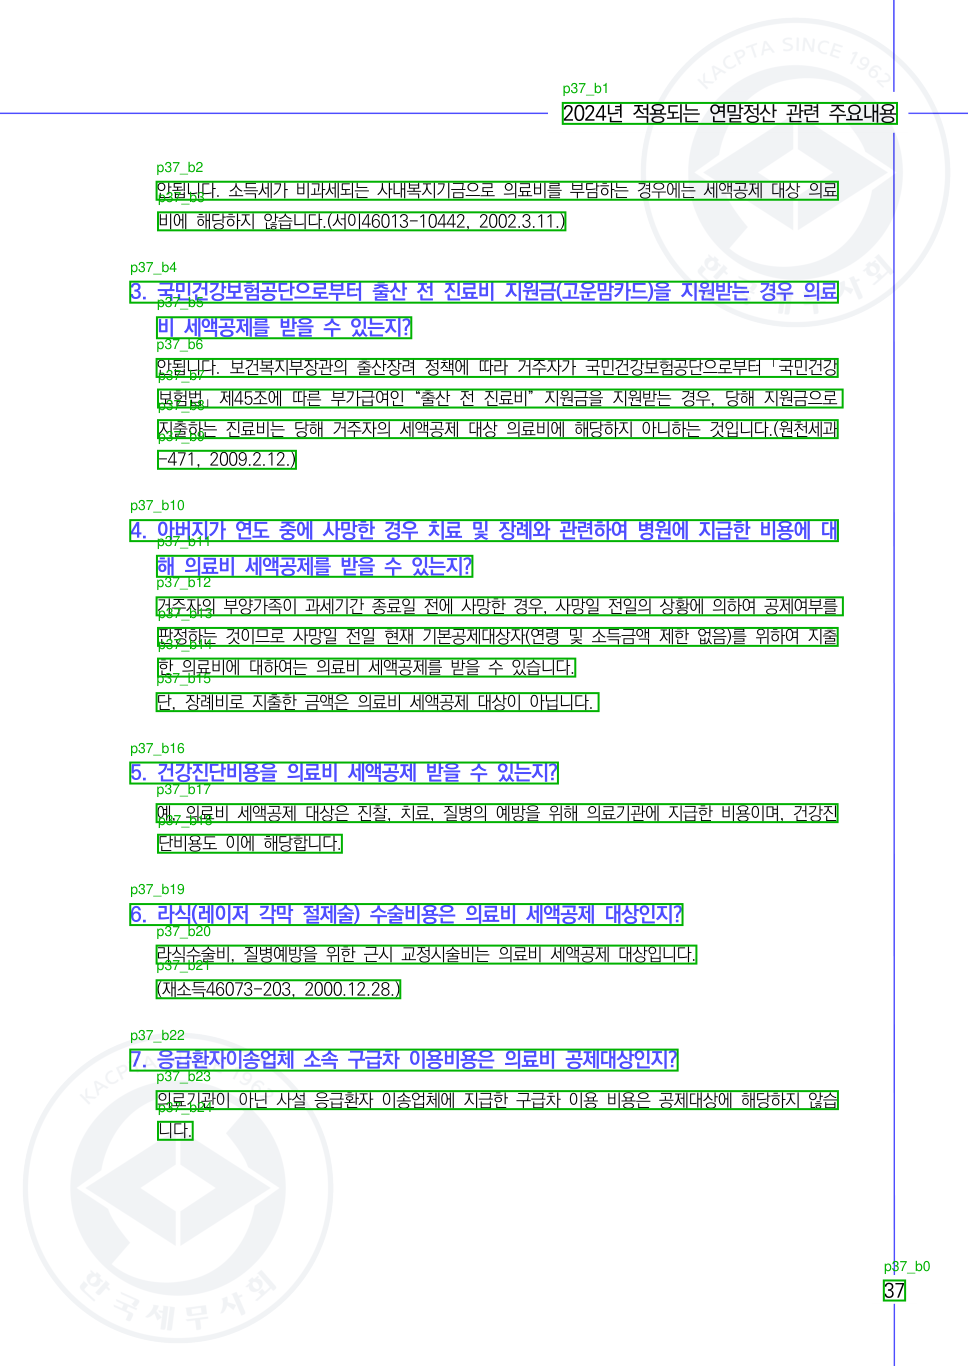 KACPTA SINCE 1962
p37_b1
2024년 적용되는 연말정산 관련 주요내용
p37_b2
안됩니다. 소득세가 비과세되는 사내복지기금으로 의료비를 부담하는 경우에는 세액공제 대상 의료
p37_b3
비에 해당하지 않습니다.(서이46013-10442, 2002.3.11.)
p37_b4
3. 국민건강보험공단으로부터 출산 전 진료비 지원금(고운맘카드)을 지원받는 경우 의료
p37_b5
비 세액공제를 받을 수 있는지?
p37_b6
안됩니다. 보건복지부장관의 출산장려 정책에 따라 거주자가 국민건강보험공단으로부터 「국민건강
p37_b7
보험법」 제45조에 따른 부가급여인 “출산 전 진료비” 지원금을 지원받는 경우, 당해 지원금으로
p37_b8
지출하는 진료비는 당해 거주자의 세액공제 대상 의료비에 해당하지 아니하는 것입니다.(원천세과
p37_b9
-471, 2009.2.12.)
p37_b10
4. 아버지가 연도 중에 사망한 경우 치료 및 장례와 관련하여 병원에 지급한 비용에 대
p37_b11
해 의료비 세액공제를 받을 수 있는지?
p37_b12
거주자의 부양가족이 과세기간 종료일 전에 사망한 경우, 사망일 전일의 상황에 의하여 공제여부를
p37_b13
판정하는 것이므로 사망일 전일 현재 기본공제대상자(연령 및 소득금액 제한 없음)를 위하여 지출
p37_b14
한 의료비에 대하여는 의료비 세액공제를 받을 수 있습니다.
p37_b15
단, 장례비로 지출한 금액은 의료비 세액공제 대상이 아닙니다.
p37_b16
5. 건강진단비용을 의료비 세액공제 받을 수 있는지?
p37_b17
예. 의료비 세액공제 대상은 진찰, 치료, 질병의 예방을 위해 의료기관에 지급한 비용이며, 건강진
p37_b18
단비용도 이에 해당합니다.
p37_b19
6. 라식(레이저 각막 절제술) 수술비용은 의료비 세액공제 대상인지?
p37_b20
라식수술비, 질병예방을 위한 근시 교정시술비는 의료비 세액공제 대상입니다.
p37_b21
(재소득46073-203, 2000.12.28.)
p37_b22
7. 응급환자이송업체 소속 구급차 이용비용은 의료비 공제대상인지?
p37_b23
의료기관이 아닌 사설 응급환자 이송업체에 지급한 구급차 이용 비용은 공제대상에 해당하지 않습
p37_b24
니다.
한국세무사회
p37_b0
37